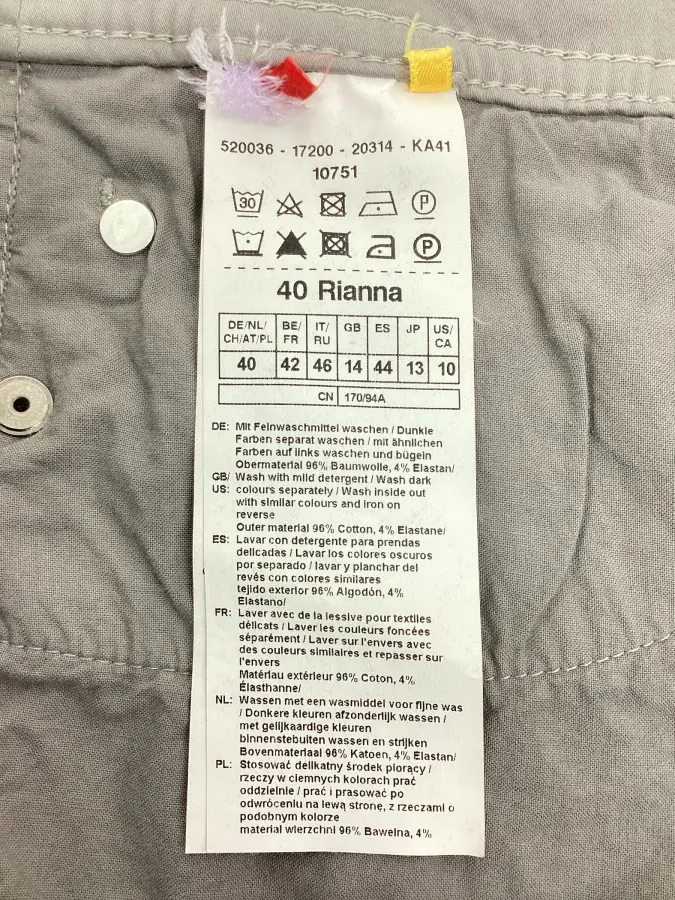 520036 - 17200 - 20314 - KA41
10751
30 P
P
40 Rianna
DE/NL/ BE/ IT/ GB ES JP US/
CH/AT/PL FR RU CA
40 42 46 14 44 13 10
CN 170/94A
DE: Mit Feinwaschmittel waschen / Dunkle
Farben separat waschen / mit ähnlichen
Farben auf links waschen und bügeln
Obermaterial 96% Baumwolle, 4% Elastan/
GB/ Wash with mild detergent / Wash dark
US: colours separately / Wash inside out
with similar colours and iron on
reverse
Outer material 96% Cotton, 4% Elastane/
ES: Lavar con detergente para prendas
delicadas / Lavar los colores oscuros
por separado / lavar y planchar del
revés con colores similares
tejido exterior 96% Algodón, 4%
Elastano/
FR: Laver avec de la lessive pour textiles
délicats / Laver les couleurs foncées
séparément / Laver sur l'envers avec
des couleurs similaires et repasser sur
l'envers
Matériau extérieur 96% Coton, 4%
Élasthanne/
NL: Wassen met een wasmiddel voor fijne was
/ Donkere kleuren afzonderlijk wassen /
met gelijkaardige kleuren
binnenstebuiten wassen en strijken
Bovenmateriaal 96% Katoen, 4% Elastan/
PL: Stosować delikatny środek piorący /
rzeczy w ciemnych kolorach prać
oddzielnie / prać i prasować po
odwróceniu na lewą stronę, z rzeczami o
podobnym kolorze
materiał wierzchni 96% Bawełna, 4%